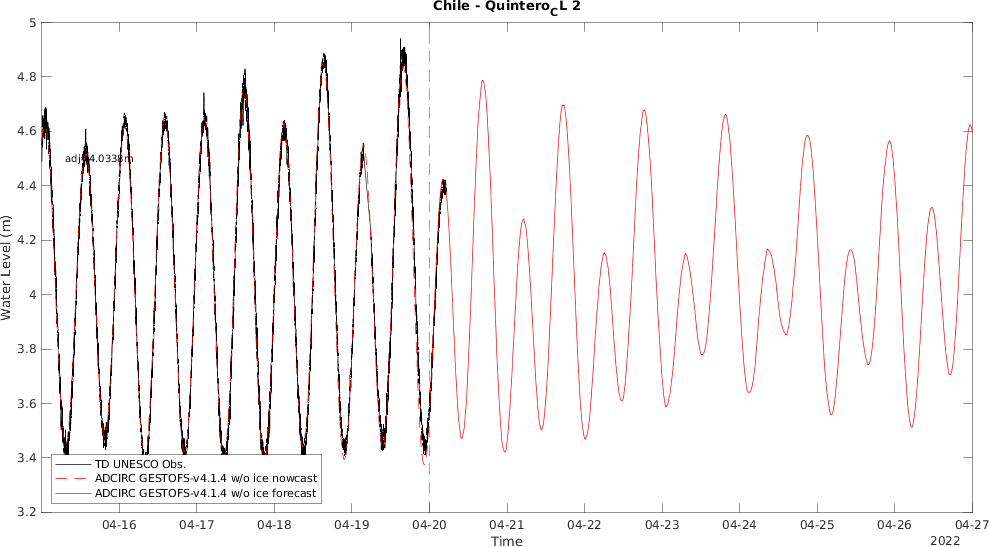 Chile - Quintero_CL 2
Water Level (m)
5
4.8
4.6
4.4
4.2
4
3.8
3.6
3.4
3.2
adj=4.0338m
TD UNESCO Obs.
ADCIRC GESTOFS-v4.1.4 w/o ice nowcast
ADCIRC GESTOFS-v4.1.4 w/o ice forecast
04-16 04-17 04-18 04-19 04-20 04-21 04-22 04-23 04-24 04-25 04-26 04-27
Time
2022